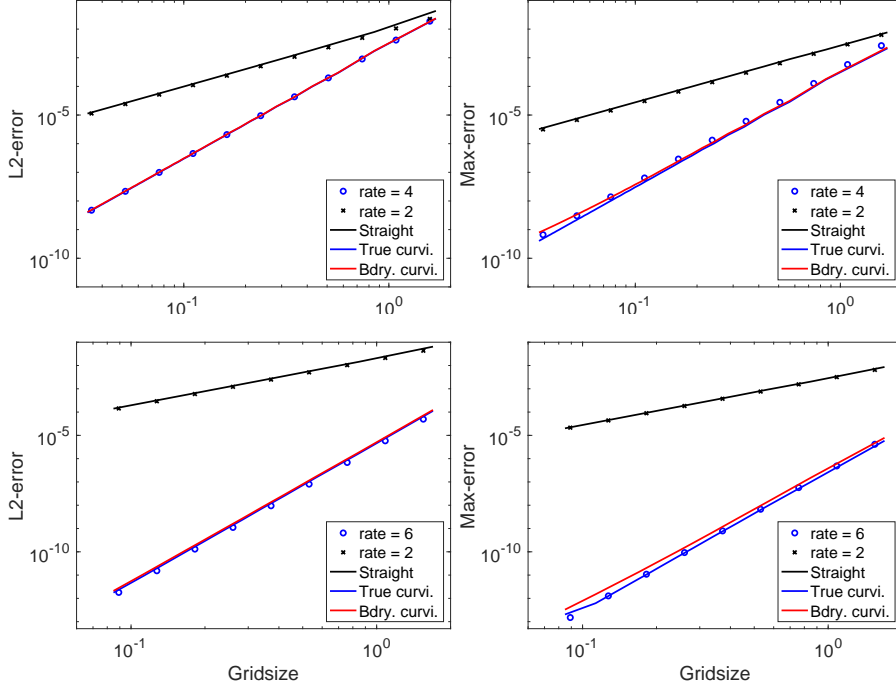 L2-error
10^-5
10^-10
10^-1
10^0
rate = 4
rate = 2
Straight
True curvi.
Bdry. curvi.
Max-error
10^-5
10^-10
10^-1
10^0
rate = 4
rate = 2
Straight
True curvi.
Bdry. curvi.
L2-error
10^-5
10^-10
10^-1
10^0
Gridsize
rate = 6
rate = 2
Straight
True curvi.
Bdry. curvi.
Max-error
10^-5
10^-10
10^-1
10^0
Gridsize
rate = 6
rate = 2
Straight
True curvi.
Bdry. curvi.